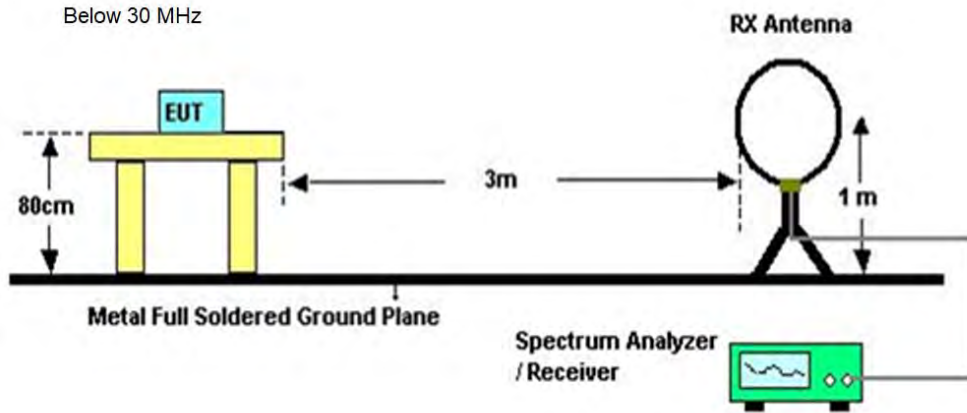 Below 30 MHz
RX Antenna
EUT
3m
80cm
1 m
Metal Full Soldered Ground Plane
Spectrum Analyzer
/ Receiver